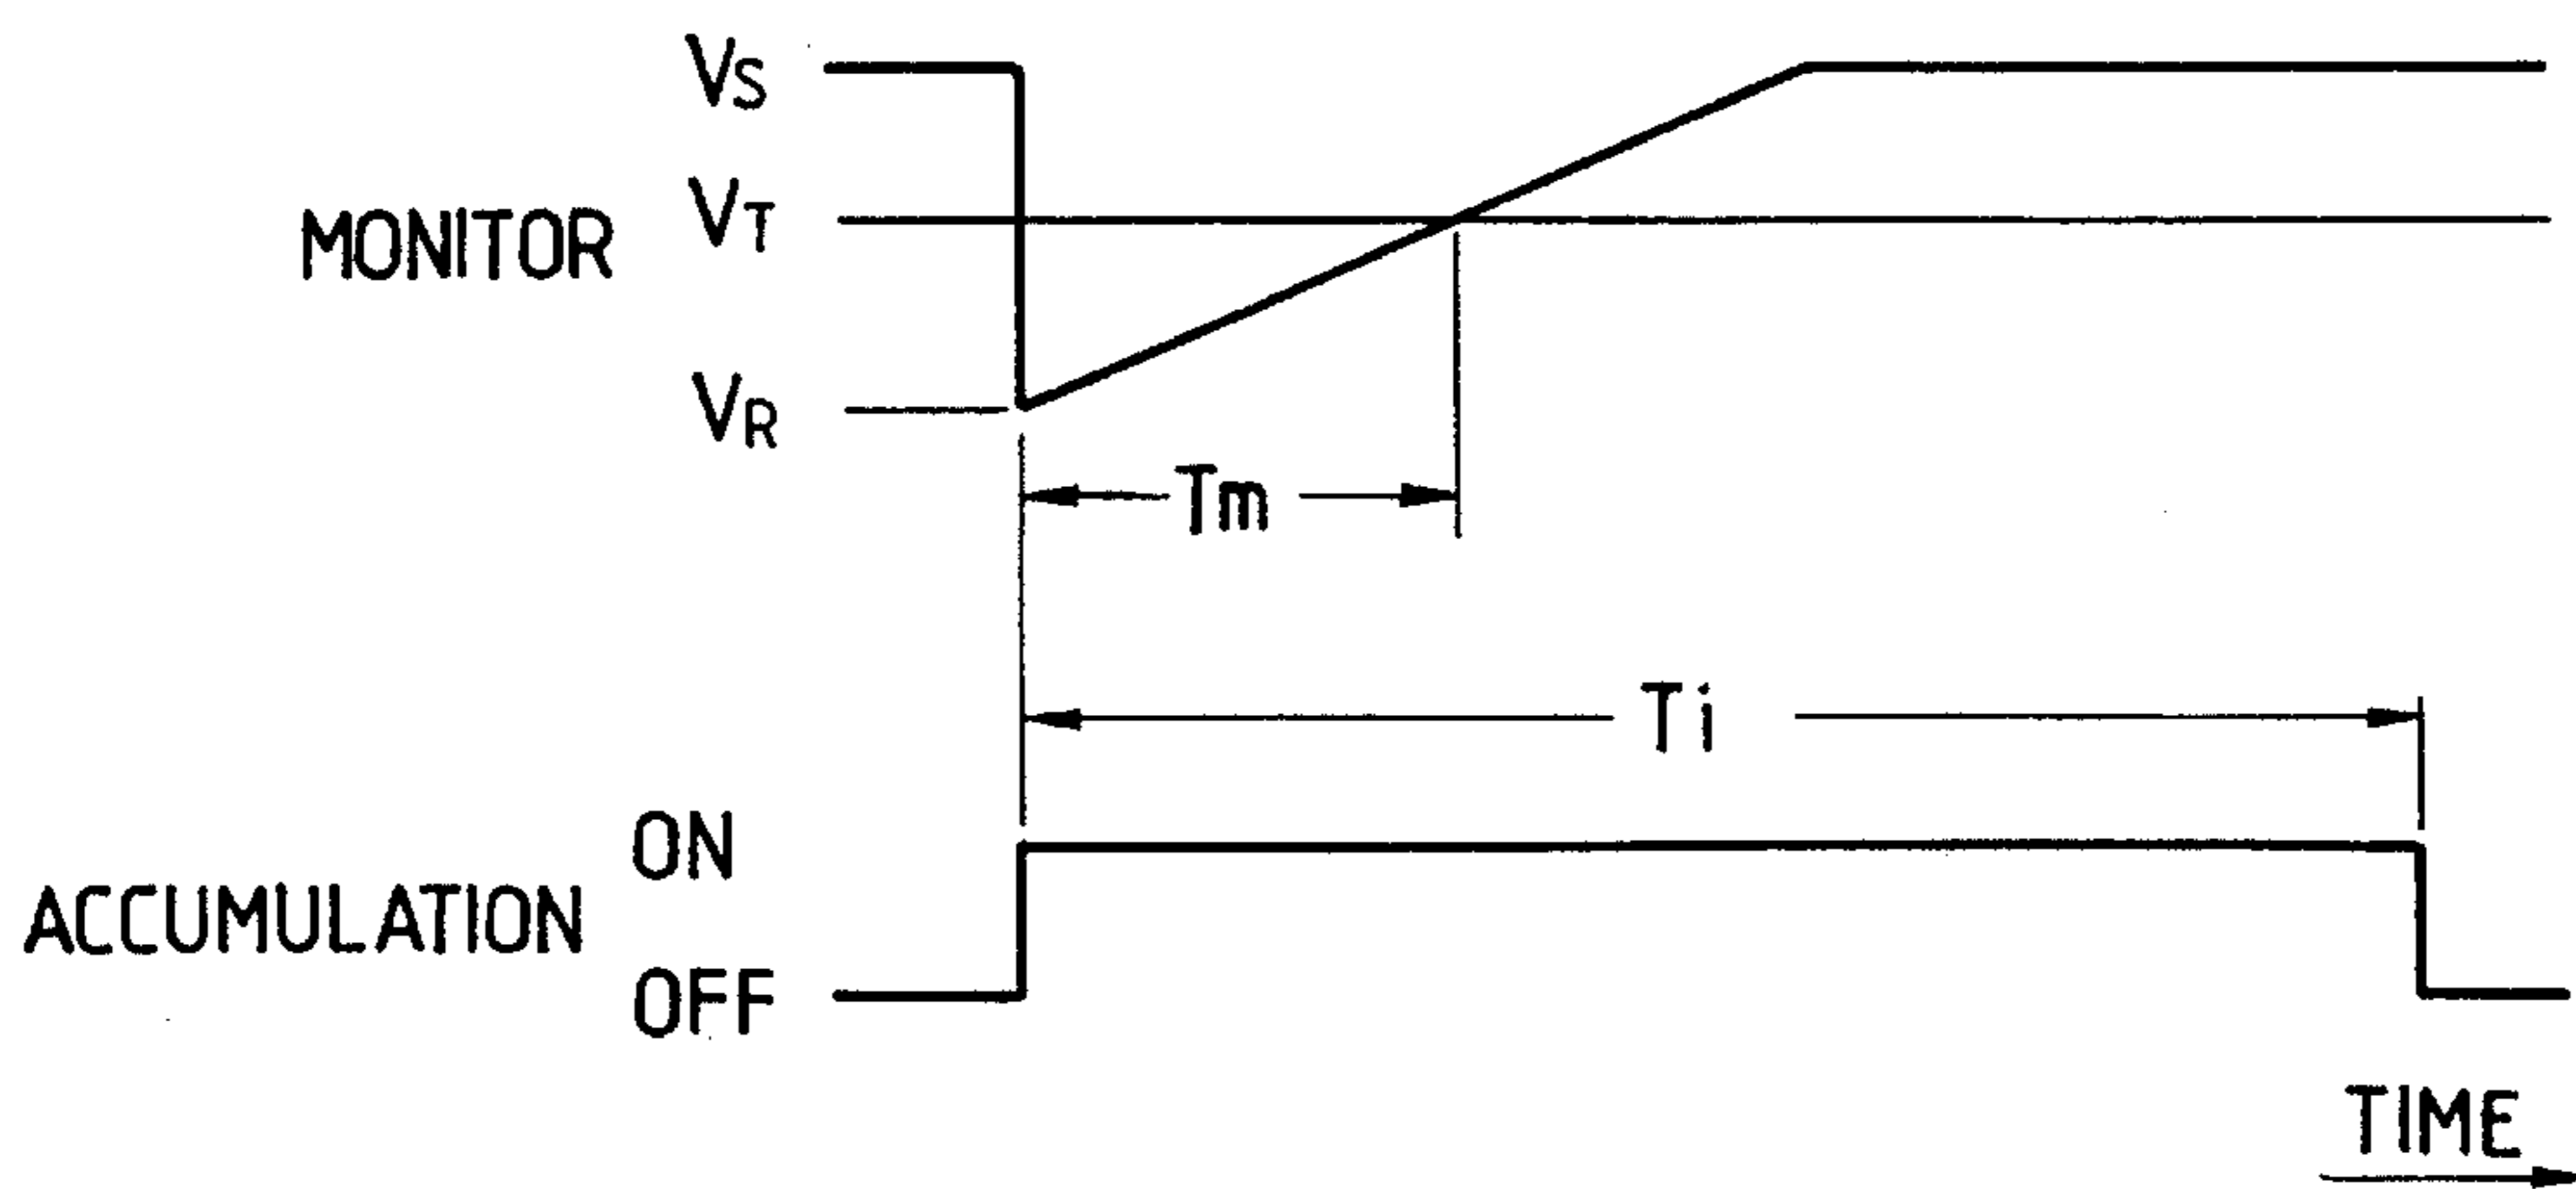 VS
MONITOR VT
VR
Tm
Ti
ON
ACCUMULATION
OFF
TIME